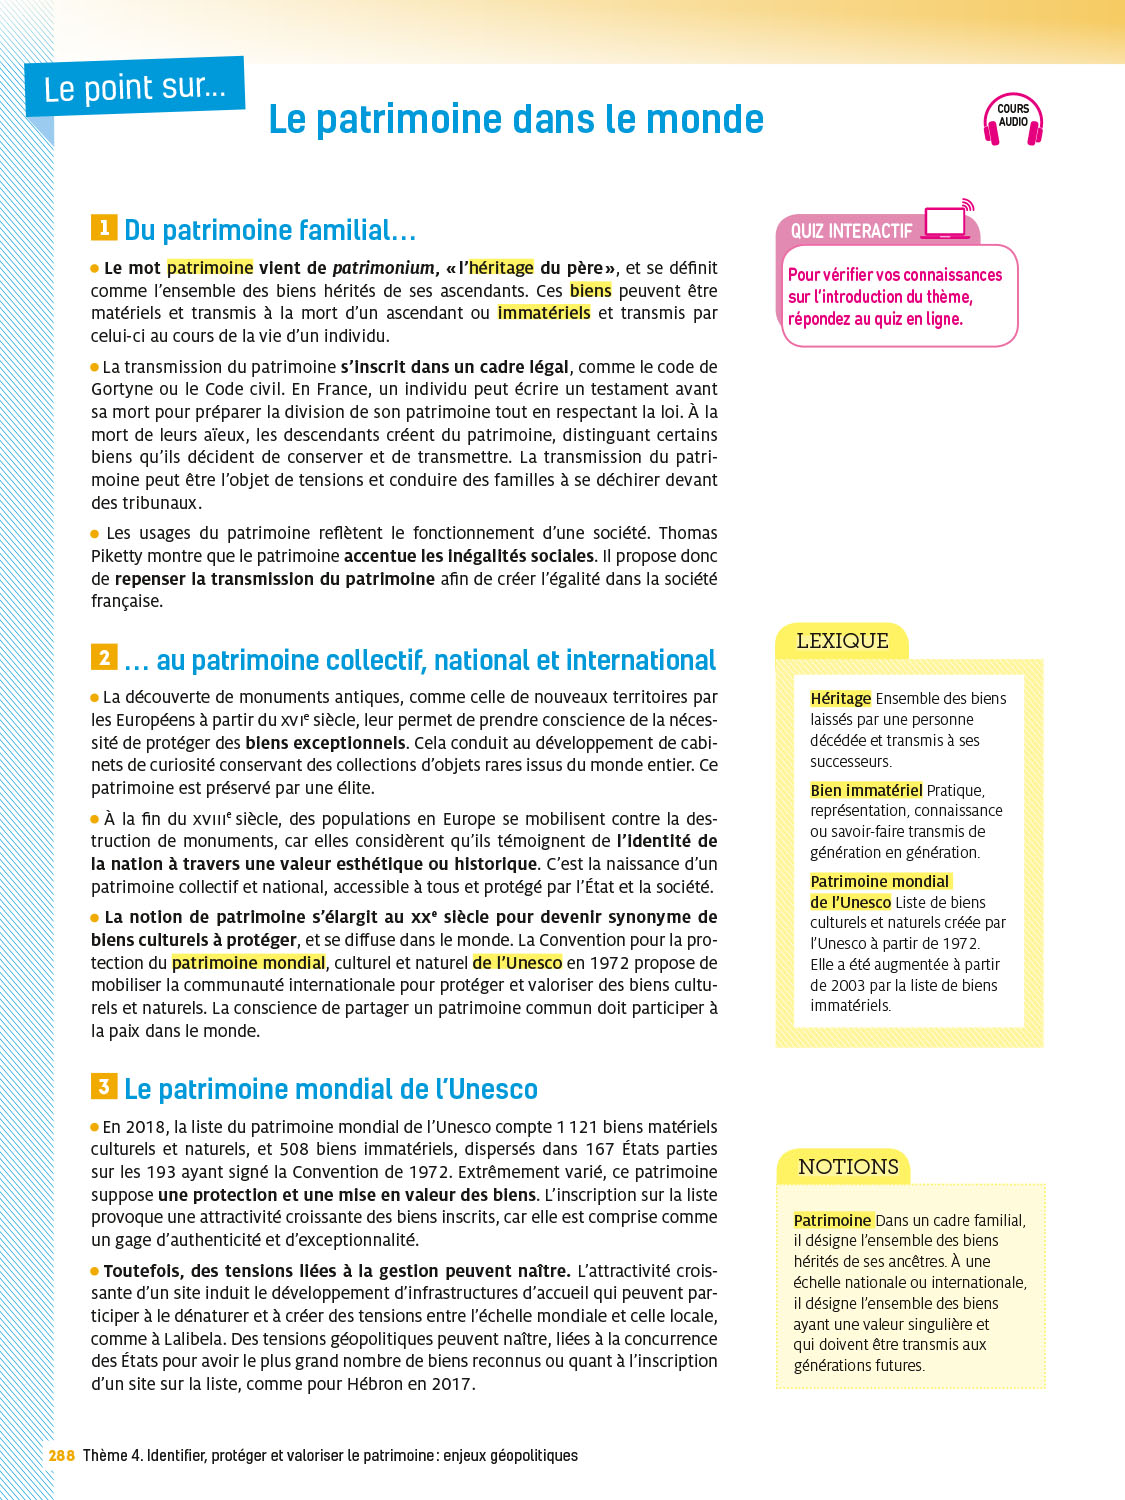 Le point sur...
Le patrimoine dans le monde
COURS
AUDIO
1 Du patrimoine familial…
• Le mot patrimoine vient de patrimonium, « l’héritage du père », et se définit
comme l’ensemble des biens hérités de ses ascendants. Ces biens peuvent être
matériels et transmis à la mort d’un ascendant ou immatériels et transmis par
celui-ci au cours de la vie d’un individu.
• La transmission du patrimoine s’inscrit dans un cadre légal, comme le code de
Gortyne ou le Code civil. En France, un individu peut écrire un testament avant
sa mort pour préparer la division de son patrimoine tout en respectant la loi. À la
mort de leurs aïeux, les descendants créent du patrimoine, distinguant certains
biens qu’ils décident de conserver et de transmettre. La transmission du patri-
moine peut être l’objet de tensions et conduire des familles à se déchirer devant
des tribunaux.
• Les usages du patrimoine reflètent le fonctionnement d’une société. Thomas
Piketty montre que le patrimoine accentue les inégalités sociales. Il propose donc
de repenser la transmission du patrimoine afin de créer l’égalité dans la société
française.
2 … au patrimoine collectif, national et international
• La découverte de monuments antiques, comme celle de nouveaux territoires par
les Européens à partir du XVIe siècle, leur permet de prendre conscience de la néces-
sité de protéger des biens exceptionnels. Cela conduit au développement de cabi-
nets de curiosité conservant des collections d’objets rares issus du monde entier. Ce
patrimoine est préservé par une élite.
• À la fin du XVIIIe siècle, des populations en Europe se mobilisent contre la des-
truction de monuments, car elles considèrent qu’ils témoignent de l’identité de
la nation à travers une valeur esthétique ou historique. C’est la naissance d’un
patrimoine collectif et national, accessible à tous et protégé par l’État et la société.
• La notion de patrimoine s’élargit au XXe siècle pour devenir synonyme de
biens culturels à protéger, et se diffuse dans le monde. La Convention pour la pro-
tection du patrimoine mondial, culturel et naturel de l’Unesco en 1972 propose de
mobiliser la communauté internationale pour protéger et valoriser des biens cultu-
rels et naturels. La conscience de partager un patrimoine commun doit participer à
la paix dans le monde.
3 Le patrimoine mondial de l’Unesco
• En 2018, la liste du patrimoine mondial de l’Unesco compte 1 121 biens matériels
culturels et naturels, et 508 biens immatériels, dispersés dans 167 États parties
sur les 193 ayant signé la Convention de 1972. Extrêmement varié, ce patrimoine
suppose une protection et une mise en valeur des biens. L’inscription sur la liste
provoque une attractivité croissante des biens inscrits, car elle est comprise comme
un gage d’authenticité et d’exceptionnalité.
• Toutefois, des tensions liées à la gestion peuvent naître. L’attractivité crois-
sante d’un site induit le développement d’infrastructures d’accueil qui peuvent par-
ticiper à le dénaturer et à créer des tensions entre l’échelle mondiale et celle locale,
comme à Lalibela. Des tensions géopolitiques peuvent naître, liées à la concurrence
des États pour avoir le plus grand nombre de biens reconnus ou quant à l’inscription
d’un site sur la liste, comme pour Hébron en 2017.
QUIZ INTERACTIF
Pour vérifier vos connaissances
sur l’introduction du thème,
répondez au quiz en ligne.
LEXIQUE
Héritage Ensemble des biens
laissés par une personne
décédée et transmis à ses
successeurs.
Bien immatériel Pratique,
représentation, connaissance
ou savoir-faire transmis de
génération en génération.
Patrimoine mondial
de l’Unesco Liste de biens
culturels et naturels créée par
l’Unesco à partir de 1972.
Elle a été augmentée à partir
de 2003 par la liste de biens
immatériels.
NOTIONS
Patrimoine Dans un cadre familial,
il désigne l’ensemble des biens
hérités de ses ancêtres. À une
échelle nationale ou internationale,
il désigne l’ensemble des biens
ayant une valeur singulière et
qui doivent être transmis aux
générations futures.
288 Thème 4. Identifier, protéger et valoriser le patrimoine : enjeux géopolitiques